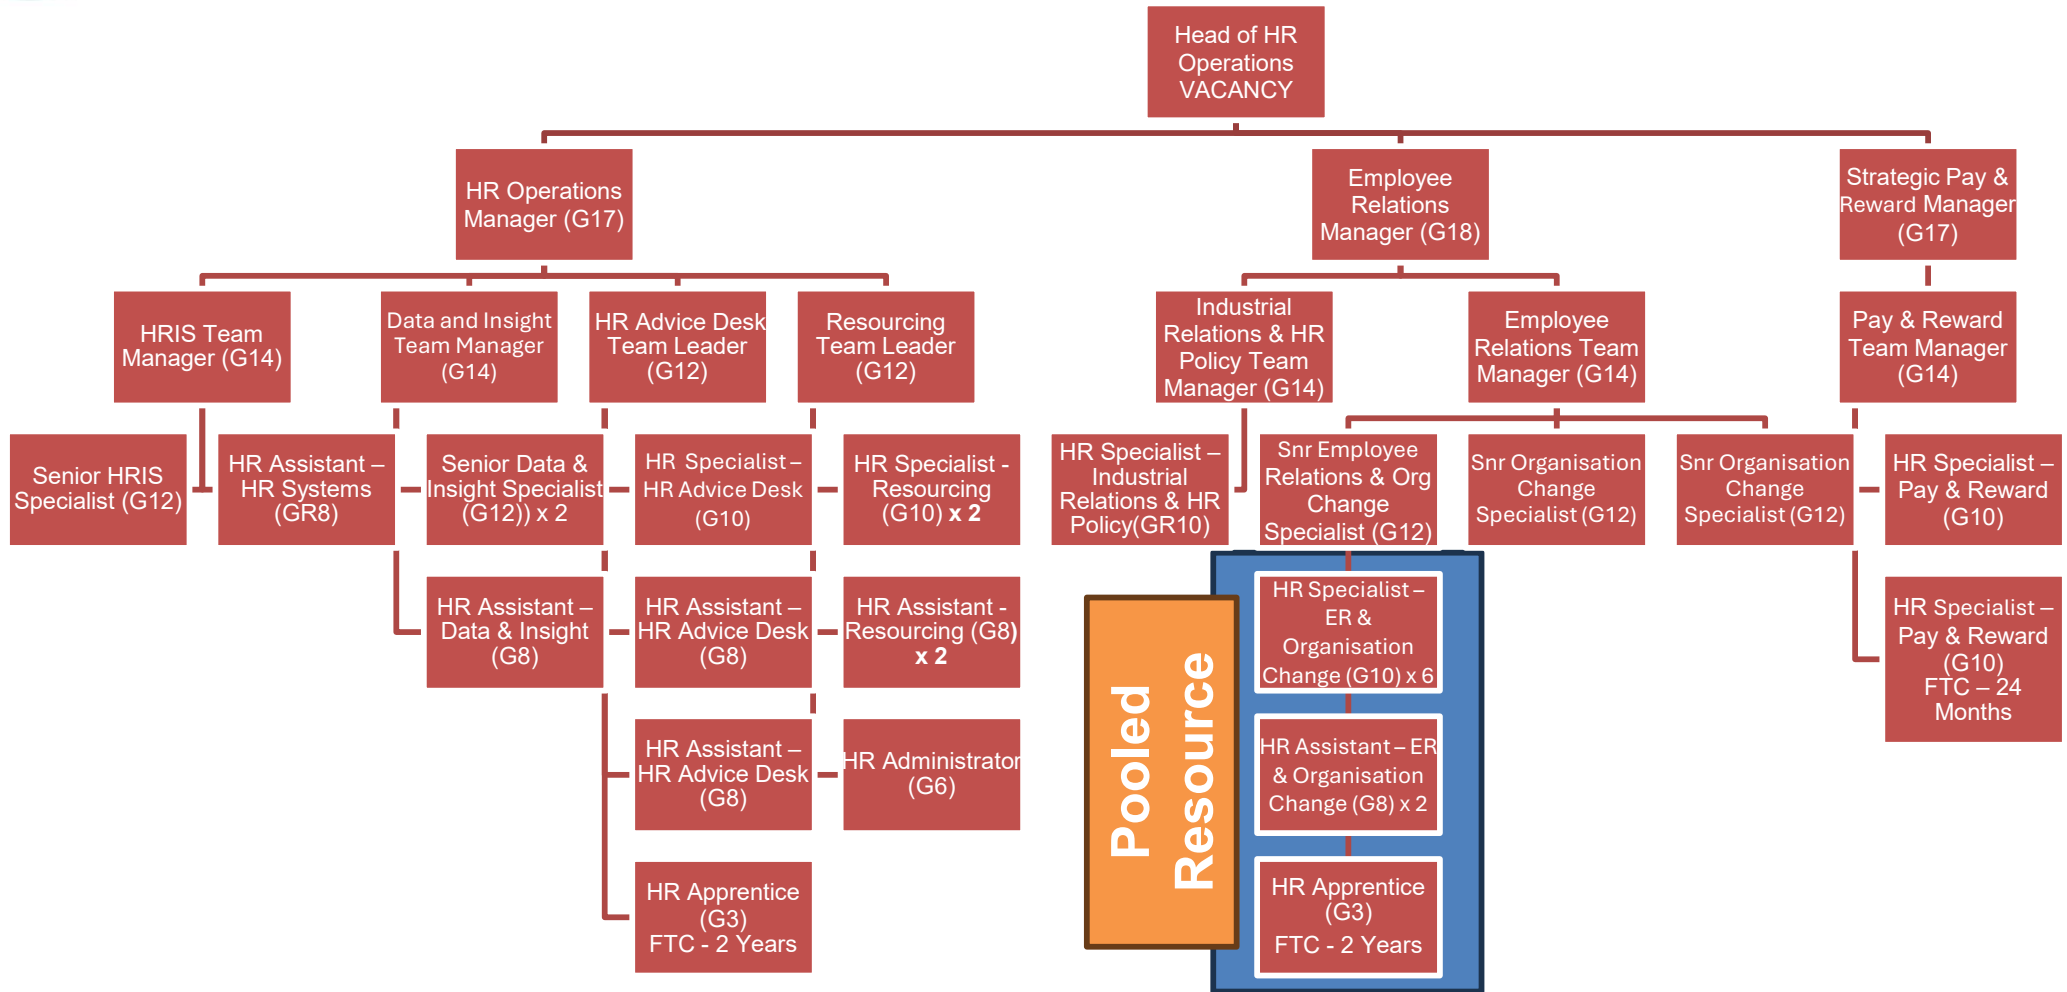 Head of HR
Operations
VACANCY
HR Operations
Manager (G17)
Employee
Relations
Manager (G18)
Strategic Pay &
Reward Manager
(G17)
HRIS Team
Manager (G14)
Data and Insight
Team Manager
(G14)
HR Advice Desk
Team Leader
(G12)
Resourcing
Team Leader
(G12)
Industrial
Relations & HR
Policy Team
Manager (G14)
Employee
Relations Team
Manager (G14)
Pay & Reward
Team Manager
(G14)
Senior HRIS
Specialist (G12)
HR Assistant –
HR Systems
(GR8)
Senior Data &
Insight Specialist
(G12)) x 2
HR Specialist –
HR Advice Desk
(G10)
HR Specialist -
Resourcing
(G10) x 2
HR Specialist –
Industrial
Relations & HR
Policy(GR10)
Snr Employee
Relations & Org
Change
Specialist (G12)
Snr Organisation
Change
Specialist (G12)
Snr Organisation
Change
Specialist (G12)
HR Specialist –
Pay & Reward
(G10)
HR Assistant –
Data & Insight
(G8)
HR Assistant –
HR Advice Desk
(G8)
HR Assistant -
Resourcing (G8)
x 2
HR Specialist –
ER &
Organisation
Change (G10) x 6
HR Specialist –
Pay & Reward
(G10)
FTC – 24
Months
HR Assistant –
HR Advice Desk
(G8)
HR Administrator
(G6)
Pooled
Resource
HR Assistant – ER
& Organisation
Change (G8) x 2
HR Apprentice
(G3)
FTC - 2 Years
HR Apprentice
(G3)
FTC - 2 Years